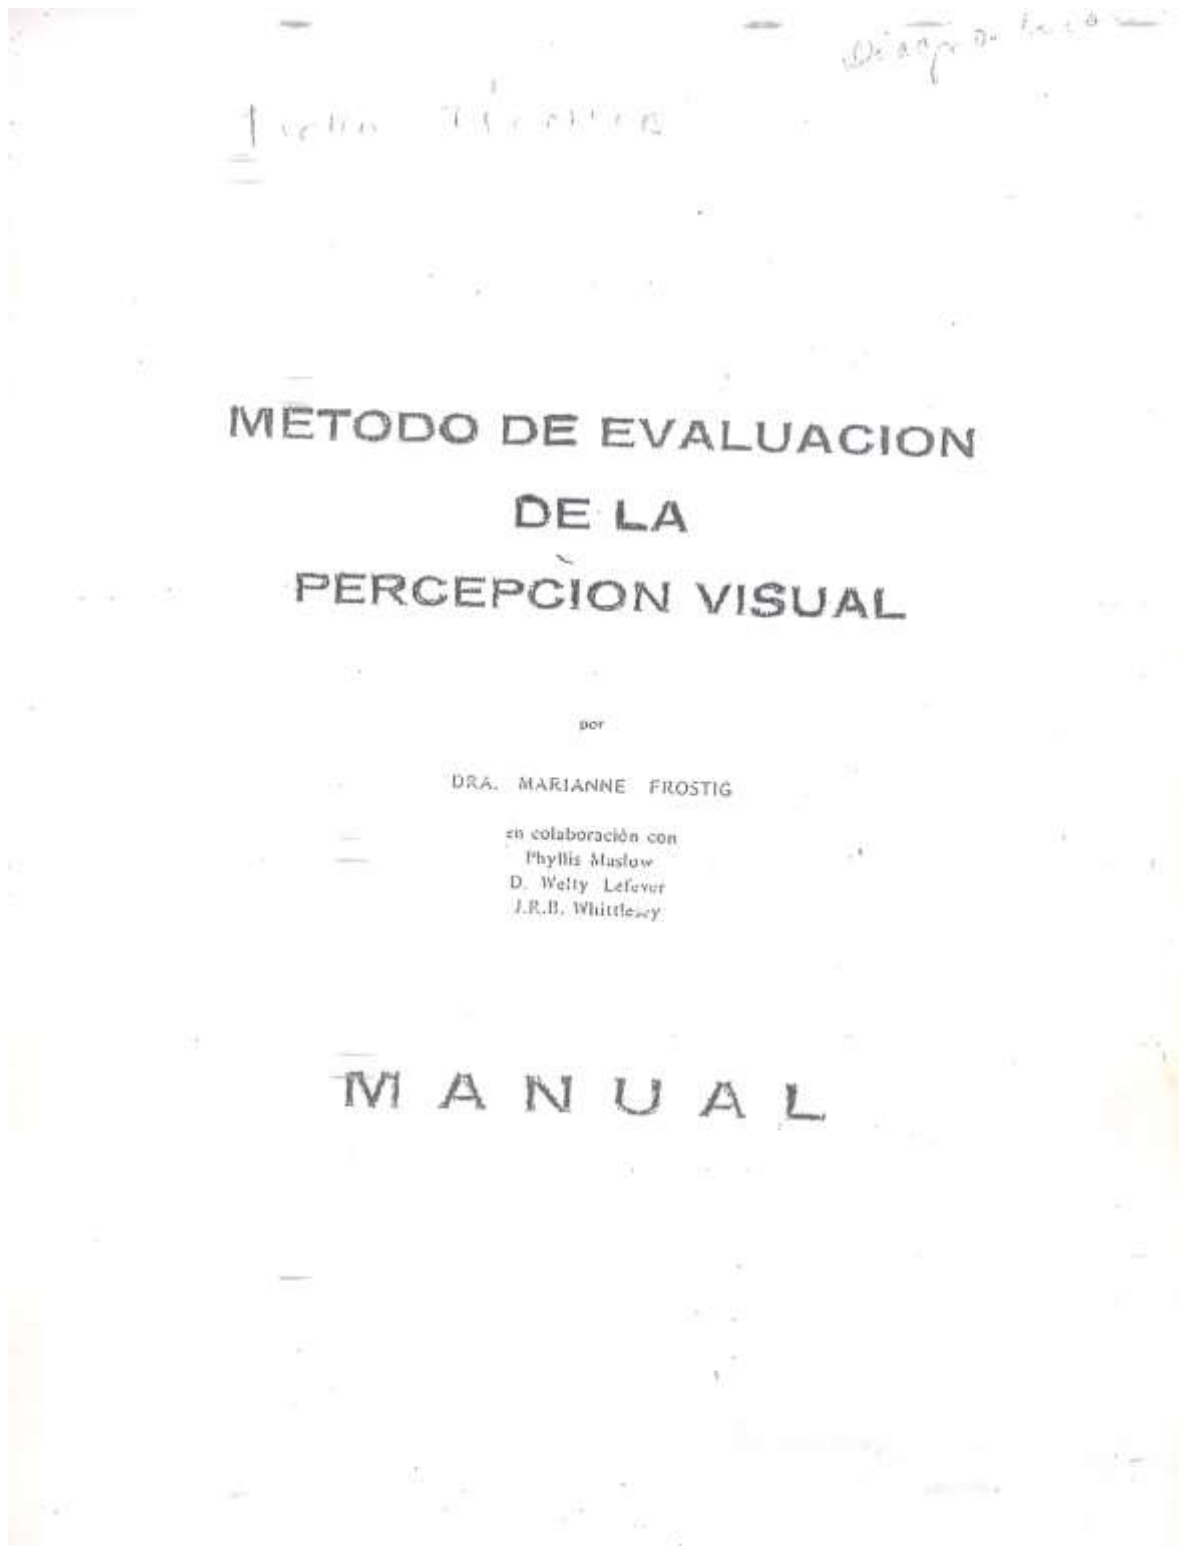 METODO DE EVALUACION
DE LA
PERCEPCION VISUAL
por
DRA. MARIANNE FROSTIG
en colaboración con
Phyllis Maslow
D. Welty Lefever
J.R.B. Whittlesey
MANUAL